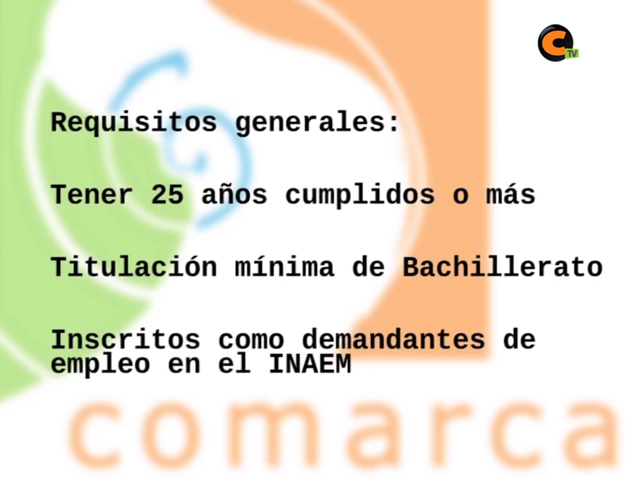 C
TV
Requisitos generales:
Tener 25 años cumplidos o más
Titulación mínima de Bachillerato
Inscritos como demandantes de
empleo en el INAEM
comarca